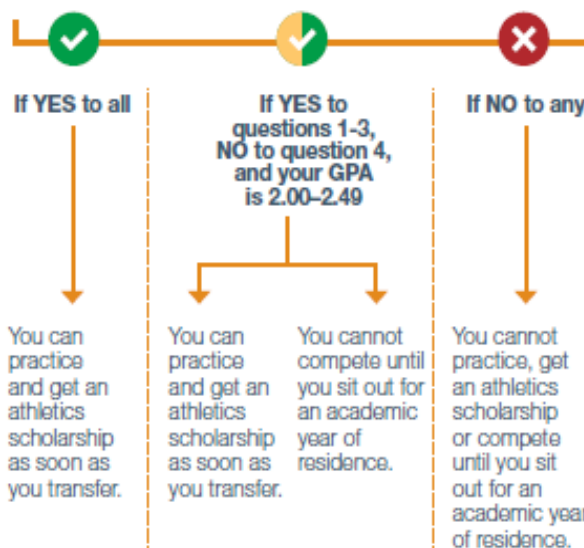 If YES to all
If YES to
questions 1-3,
NO to question 4,
and your GPA
is 2.00–2.49
If NO to any
You can
practice
and get an
athletics
scholarship
as soon as
you transfer.
You can
practice
and get an
athletics
scholarship
as soon as
you transfer.
You cannot
compete until
you sit out for
an academic
year of
residence.
You cannot
practice, get
an athletics
scholarship
or compete
until you sit
out for an
academic year
of residence.